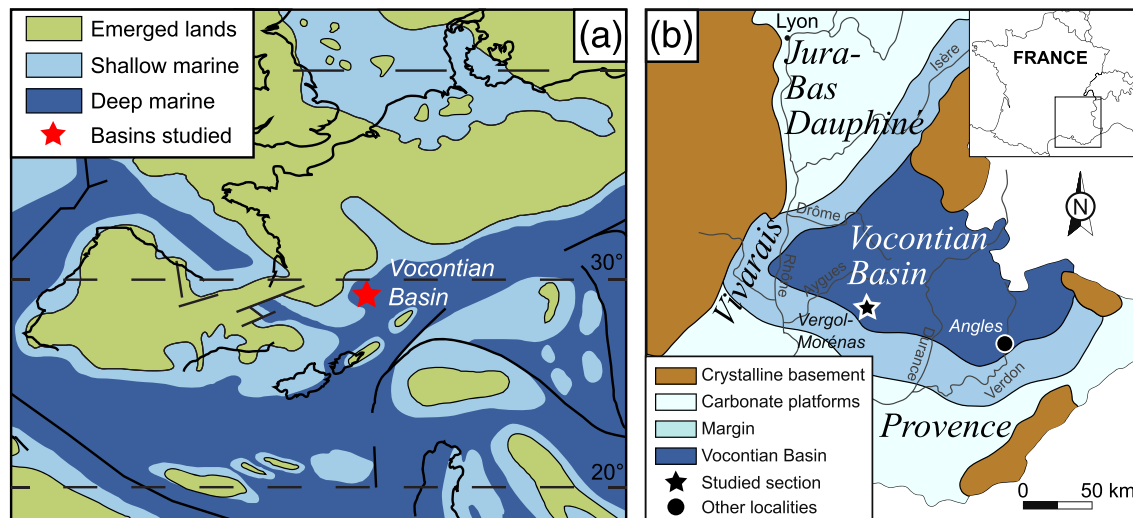 Emerged lands
Shallow marine
Deep marine
Basins studied
(a)
Vocontian
Basin
30°
20°
(b)
Lyon
Jura-
Bas
Dauphiné
Isère
FRANCE
N
Drôme
Vivarais
Rhône
Aygues
Vocontian
Basin
Vergol-
Morénas
Angles
Durance
Verdon
Provence
Crystalline basement
Carbonate platforms
Margin
Vocontian Basin
Studied section
Other localities
0
50 km